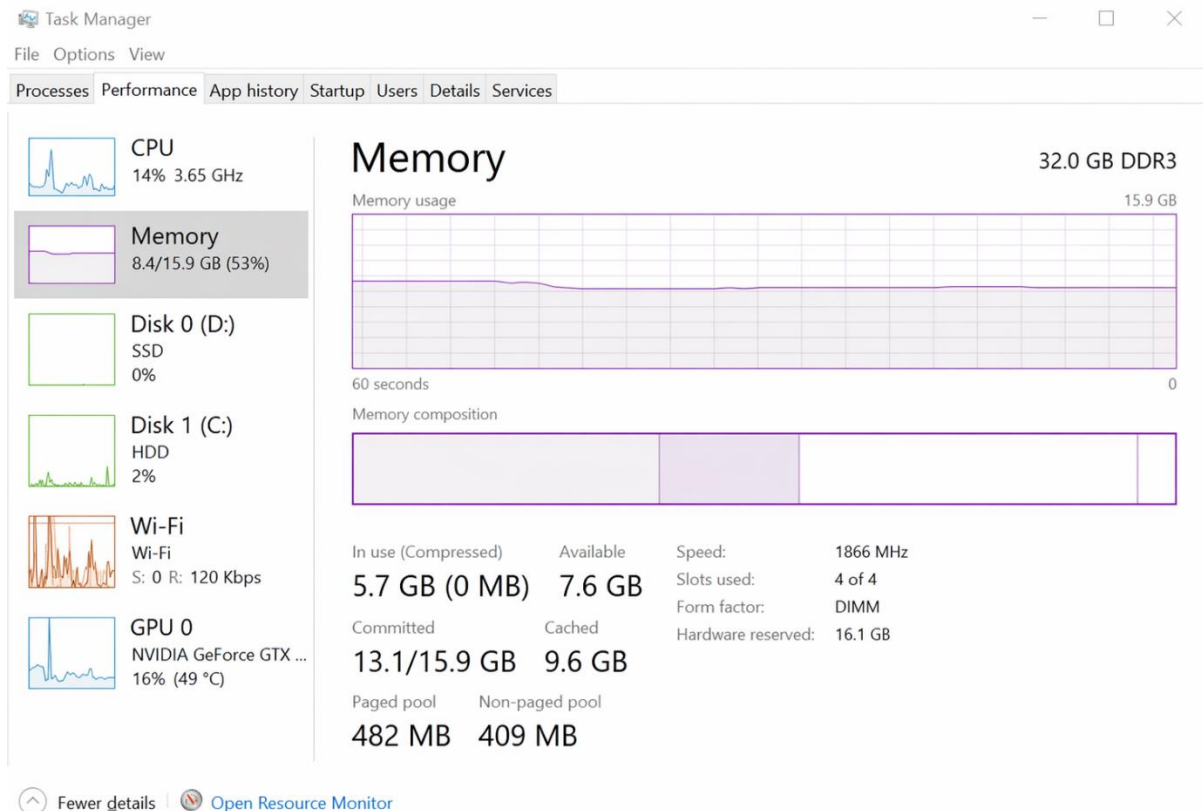 Task Manager
File Options View
Processes Performance App history Startup Users Details Services
CPU
14% 3.65 GHz
Memory
8.4/15.9 GB (53%)
Disk 0 (D:)
SSD
0%
Disk 1 (C:)
HDD
2%
Wi-Fi
Wi-Fi
S: 0 R: 120 Kbps
GPU 0
NVIDIA GeForce GTX ...
16% (49 °C)
Memory 32.0 GB DDR3
Memory usage 15.9 GB
60 seconds 0
Memory composition
In use (Compressed) Available
5.7 GB (0 MB) 7.6 GB
Committed Cached
13.1/15.9 GB 9.6 GB
Paged pool Non-paged pool
482 MB 409 MB
Speed: 1866 MHz
Slots used: 4 of 4
Form factor: DIMM
Hardware reserved: 16.1 GB
Fewer details Open Resource Monitor